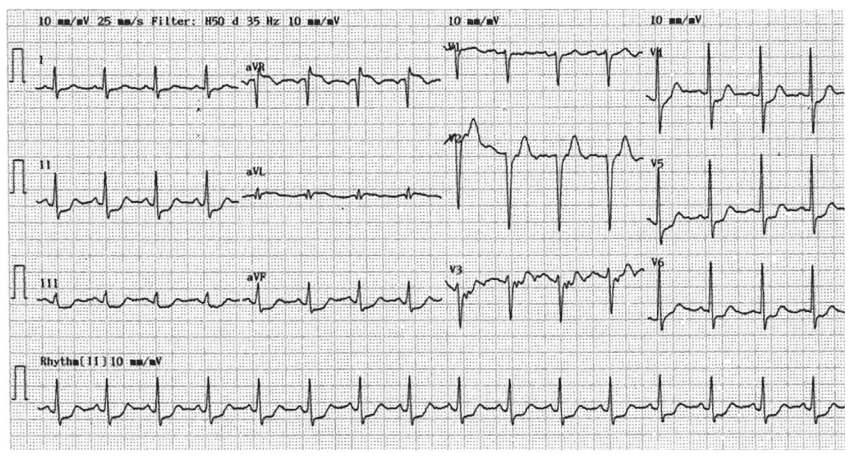 10 mm/mV 25 mm/s Filter: H50 d 35 Hz 10 mm/mV 10 mm/mV 10 mm/mV
I aVR V1 V4
II aVL V2 V5
III aVF V3 V6
Rhythm[II]10 mm/mV